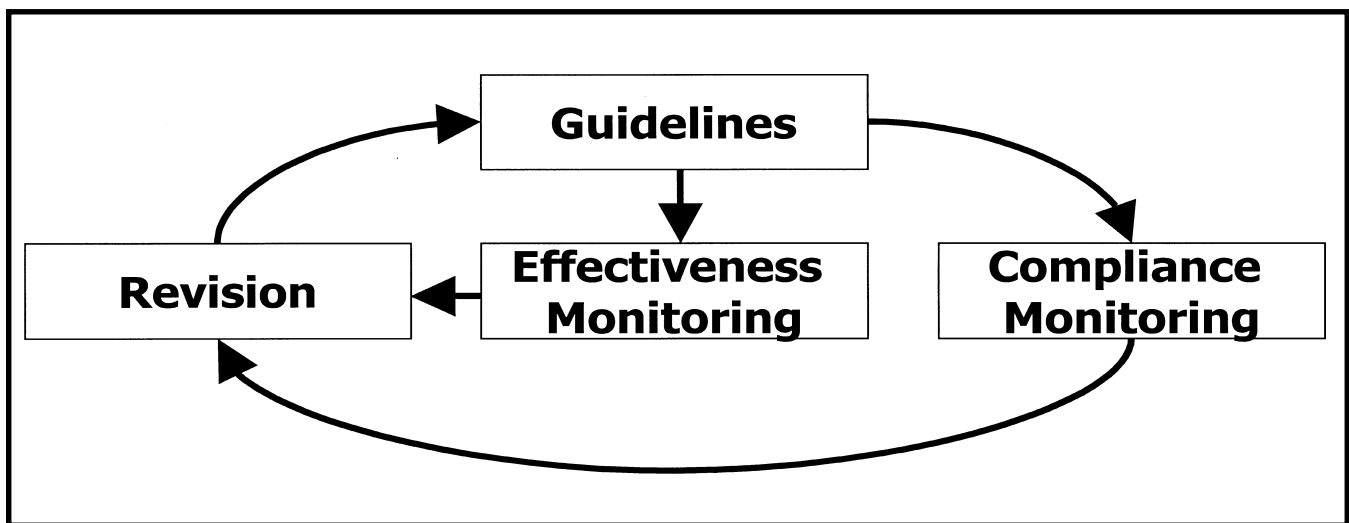 Guidelines
Revision
Effectiveness
Monitoring
Compliance
Monitoring